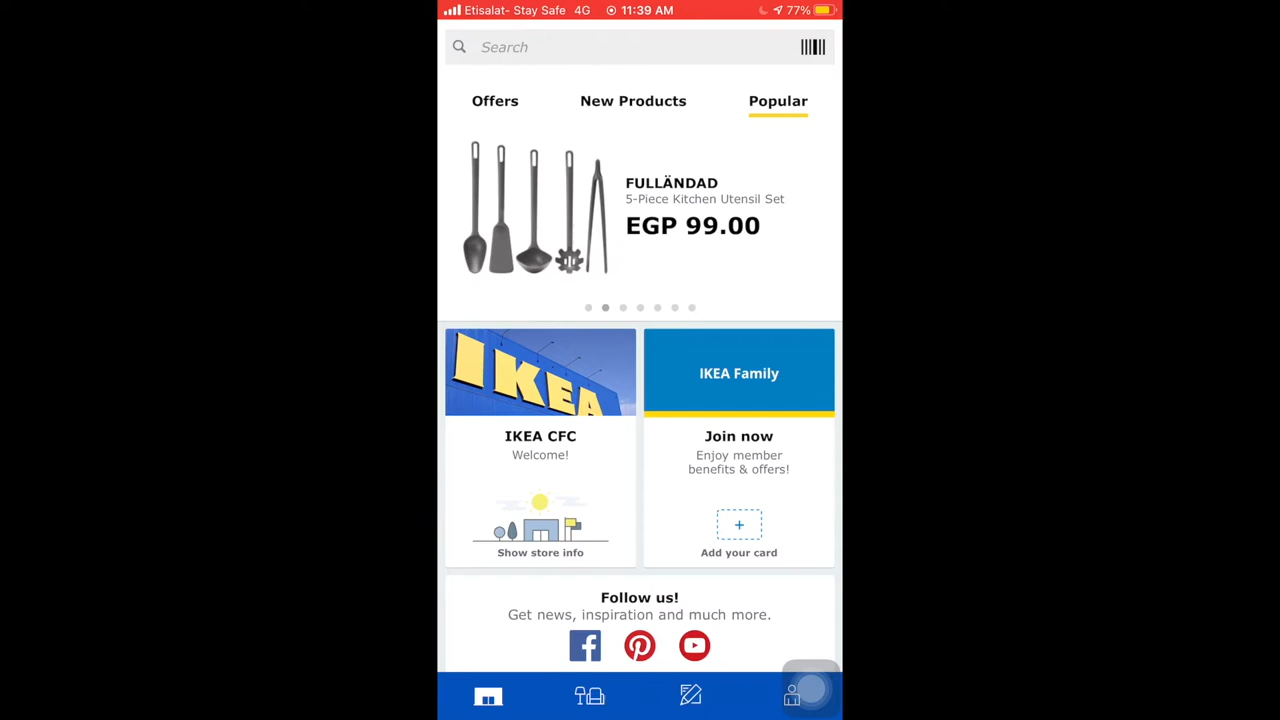 Etisalat- Stay Safe 4G 11:39 AM 77%
Search
Offers New Products Popular
FULLÄNDAD
5-Piece Kitchen Utensil Set
EGP 99.00
IKEA
IKEA CFC
Welcome!
Show store info
IKEA Family
Join now
Enjoy member
benefits & offers!
+
Add your card
Follow us!
Get news, inspiration and much more.